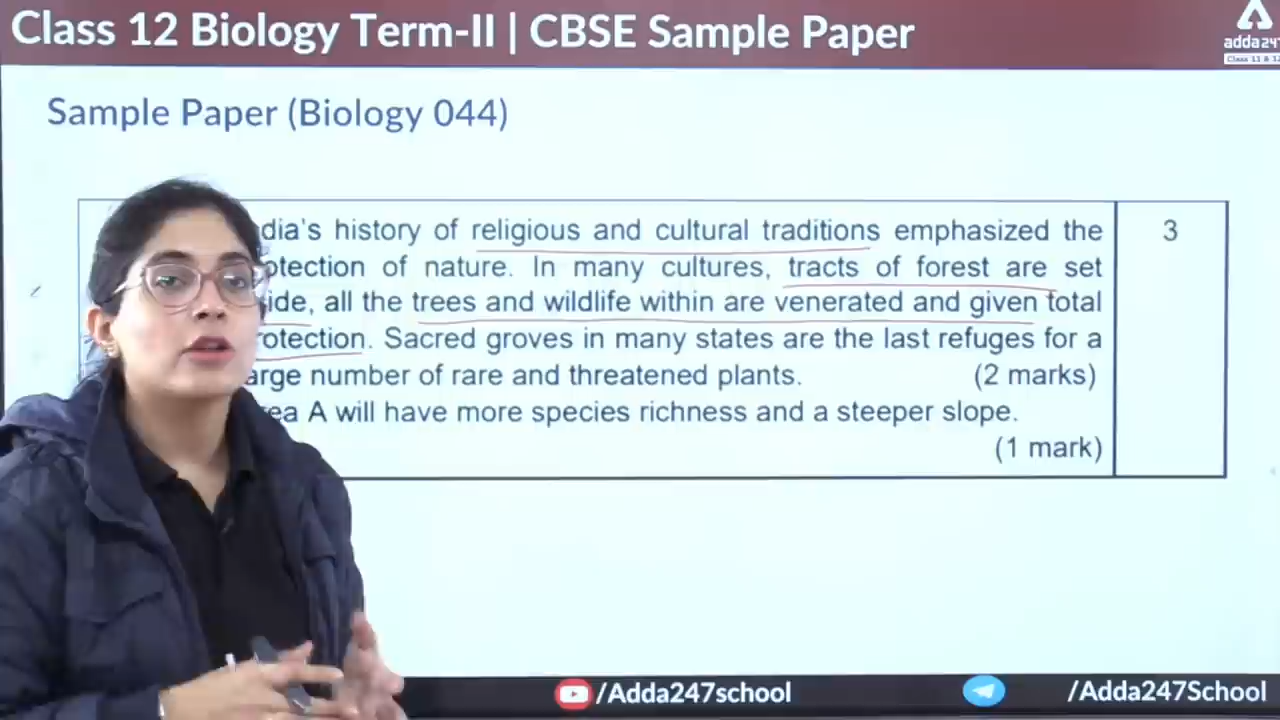 Class 12 Biology Term-II | CBSE Sample Paper
adda247
Class 11 & 12
Sample Paper (Biology 044)
dia's history of religious and cultural traditions emphasized the
otection of nature. In many cultures, tracts of forest are set
ide, all the trees and wildlife within are venerated and given total
rotection. Sacred groves in many states are the last refuges for a
arge number of rare and threatened plants. (2 marks)
ea A will have more species richness and a steeper slope.
(1 mark)
3
/Adda247school
/Adda247School